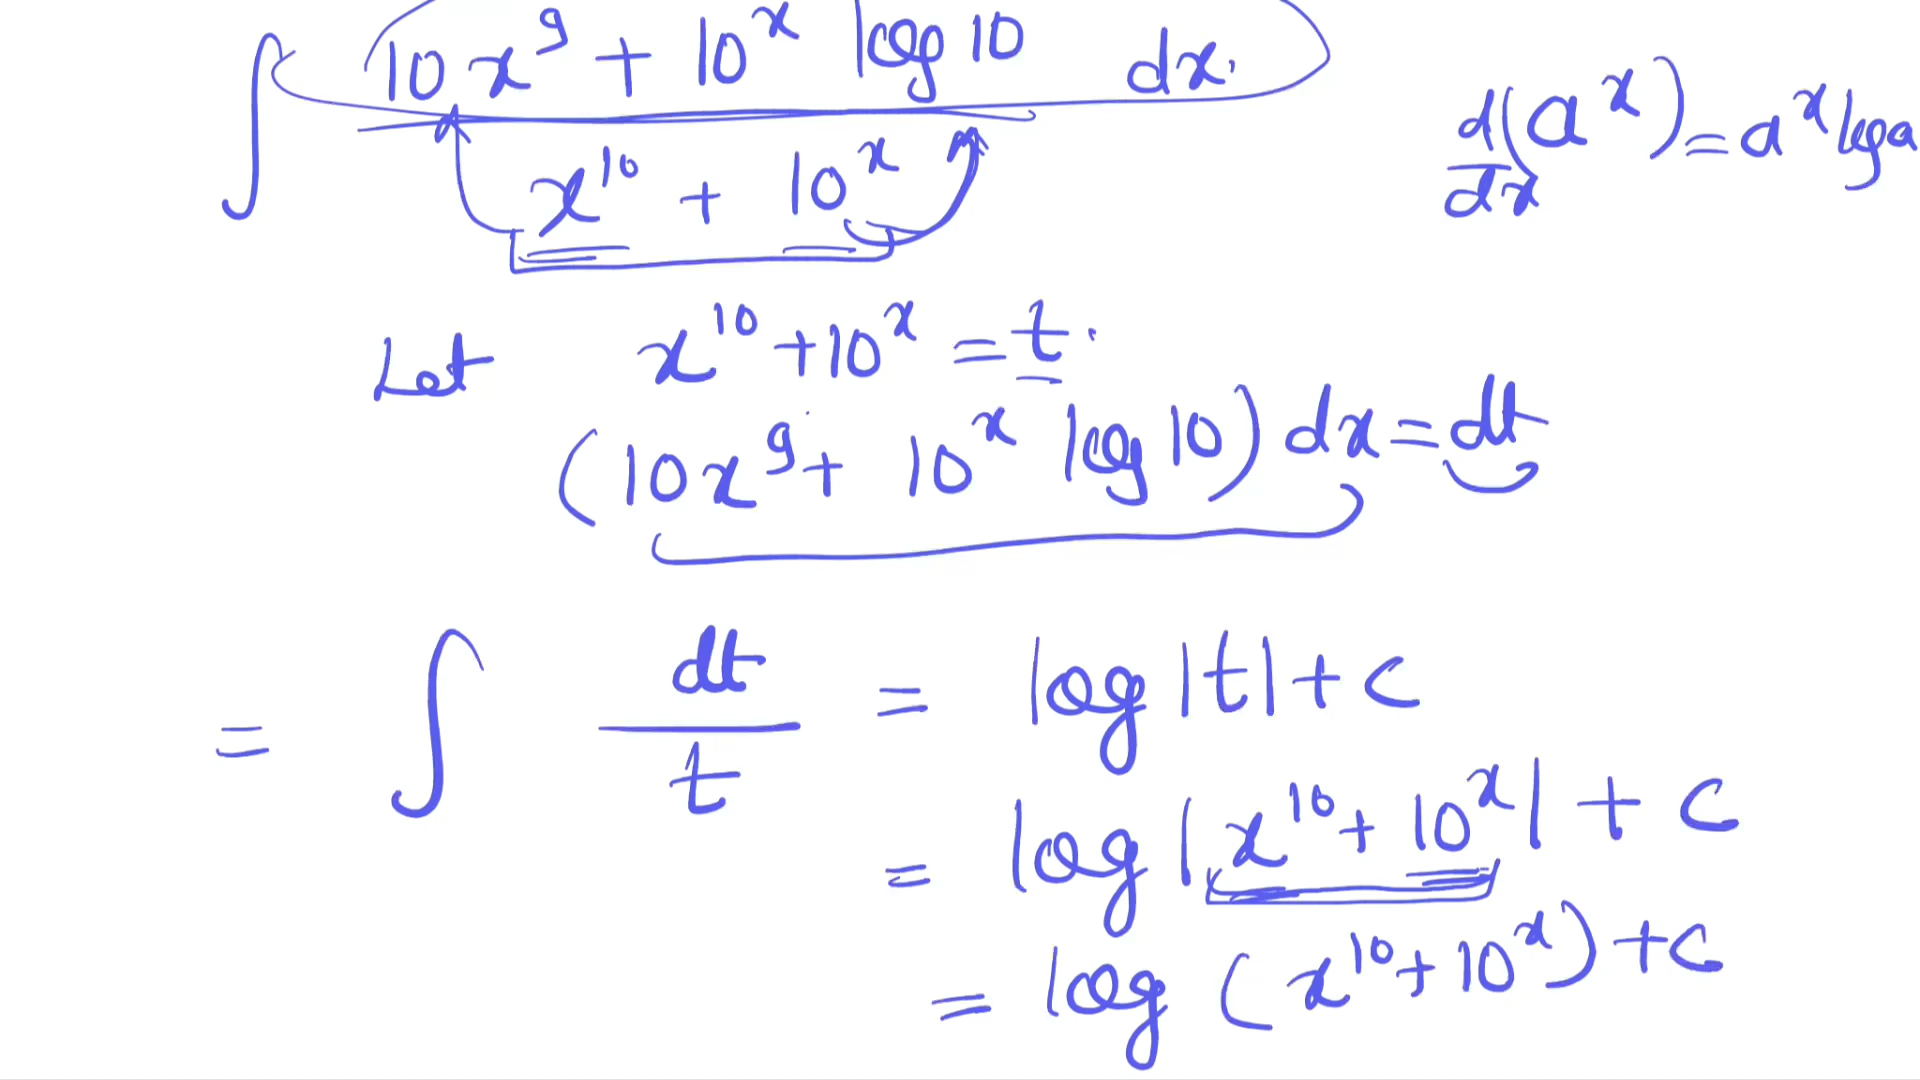 ∫ (10x⁹ + 10ˣ log 10) / (x¹⁰ + 10ˣ) dx.
d/dx (aˣ) = aˣ log a
Let x¹⁰ + 10ˣ = t.
(10x⁹ + 10ˣ log 10) dx = dt
= ∫ dt / t = log |t| + c
= log |x¹⁰ + 10ˣ| + c
= log (x¹⁰ + 10ˣ) + c